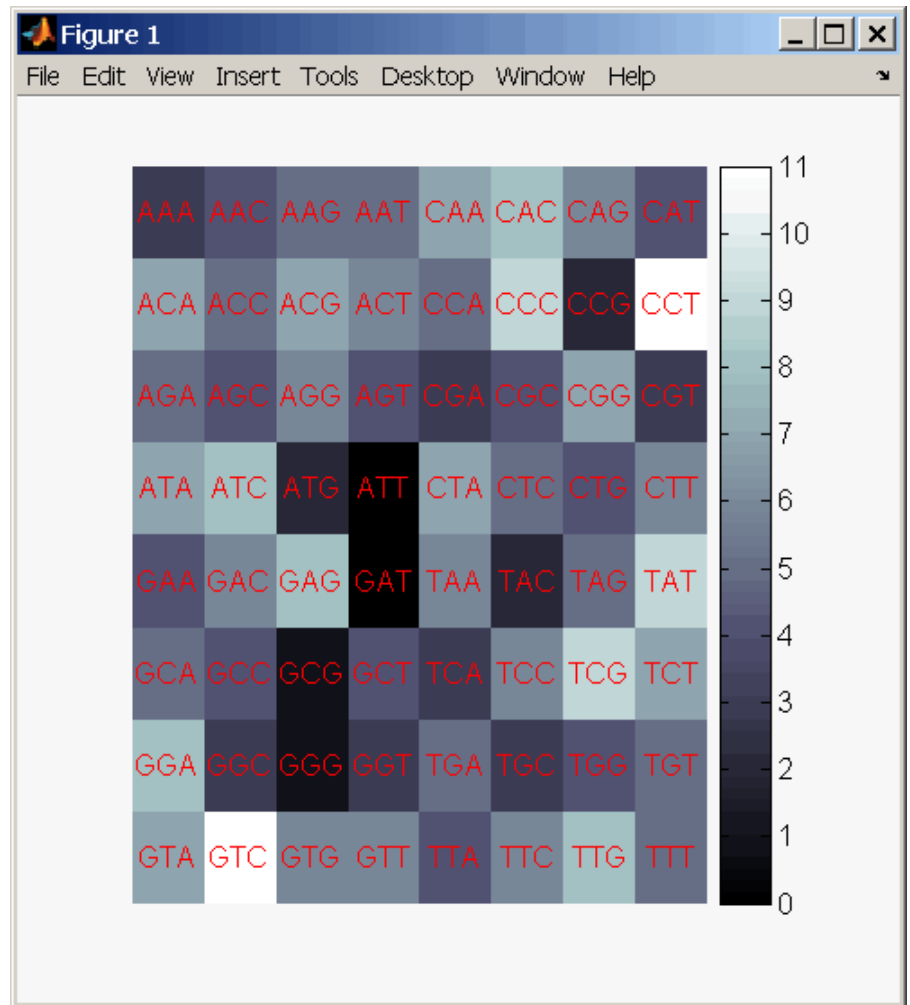 Figure 1
File Edit View Insert Tools Desktop Window Help
11
AAA AAC AAG AAT CAA CAC CAG CAT
10
ACA ACC ACG ACT CCA CCC CCG CCT
9
8
AGA AGC AGG AGT CGA CGC CGG CGT
7
ATA ATC ATG ATT CTA CTC CTG CTT
6
5
GAA GAC GAG GAT TAA TAC TAG TAT
4
GCA GCC GCG GCT TCA TCC TCG TCT
3
GGA GGC GGG GGT TGA TGC TGG TGT
2
1
GTA GTC GTG GTT TTA TTC TTG TTT
0